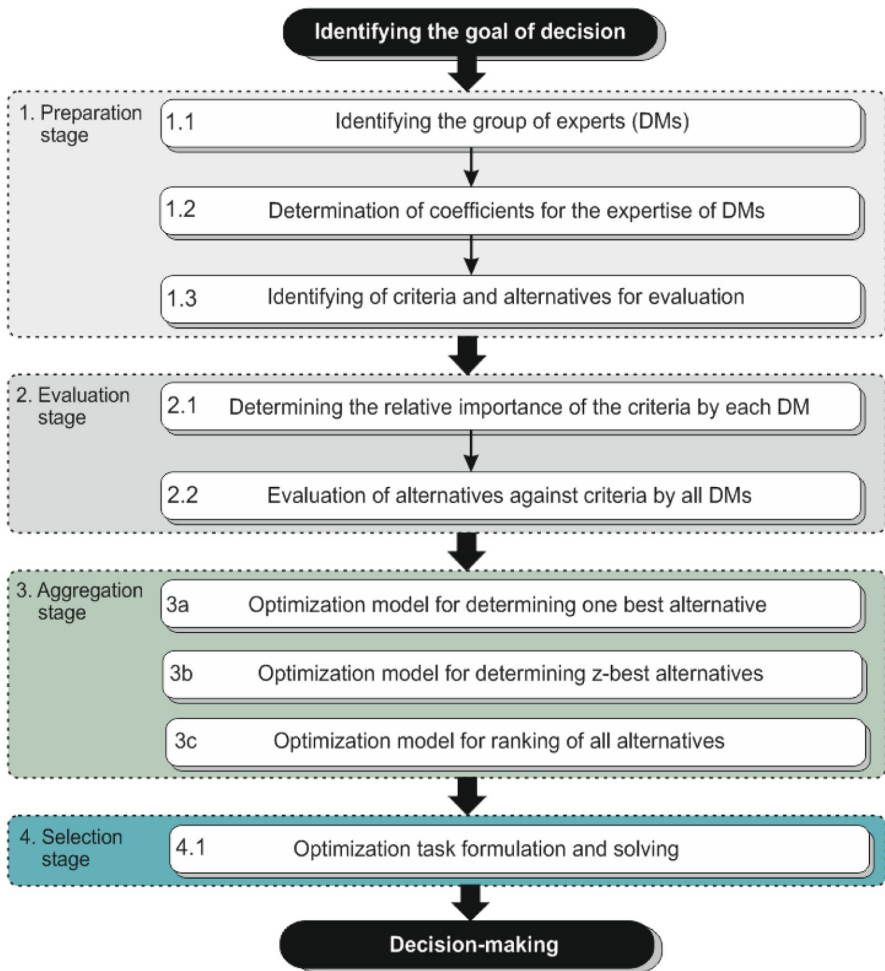 Identifying the goal of decision
1. Preparation
stage
1.1 Identifying the group of experts (DMs)
1.2 Determination of coefficients for the expertise of DMs
1.3 Identifying of criteria and alternatives for evaluation
2. Evaluation
stage
2.1 Determining the relative importance of the criteria by each DM
2.2 Evaluation of alternatives against criteria by all DMs
3. Aggregation
stage
3a Optimization model for determining one best alternative
3b Optimization model for determining z-best alternatives
3c Optimization model for ranking of all alternatives
4. Selection
stage
4.1 Optimization task formulation and solving
Decision-making